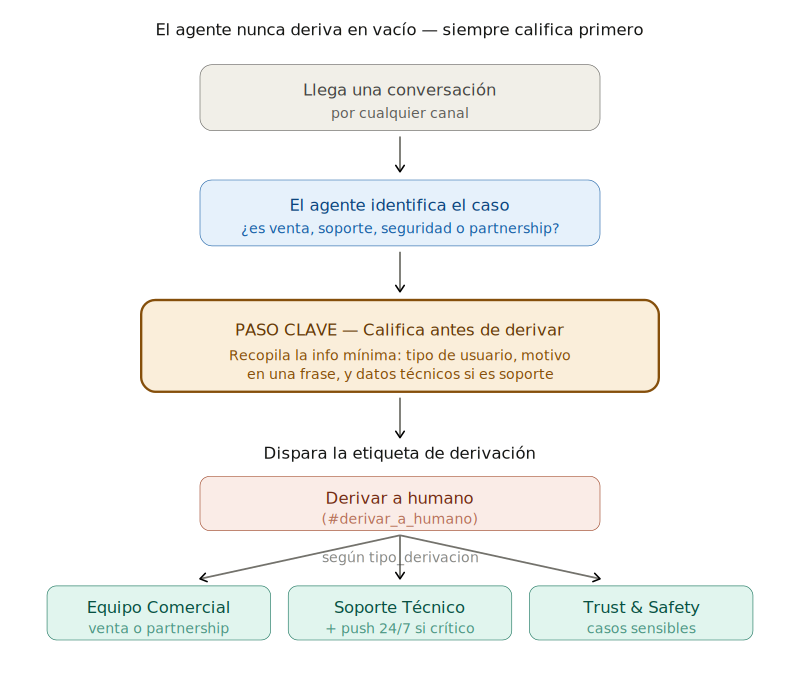 El agente nunca deriva en vacío — siempre califica primero
Llega una conversación
por cualquier canal
El agente identifica el caso
¿es venta, soporte, seguridad o partnership?
PASO CLAVE — Califica antes de derivar
Recopila la info mínima: tipo de usuario, motivo
en una frase, y datos técnicos si es soporte
Dispara la etiqueta de derivación
Derivar a humano
(#derivar_a_humano)
según tipo_derivacion
Equipo Comercial
venta o partnership
Soporte Técnico
+ push 24/7 si crítico
Trust & Safety
casos sensibles